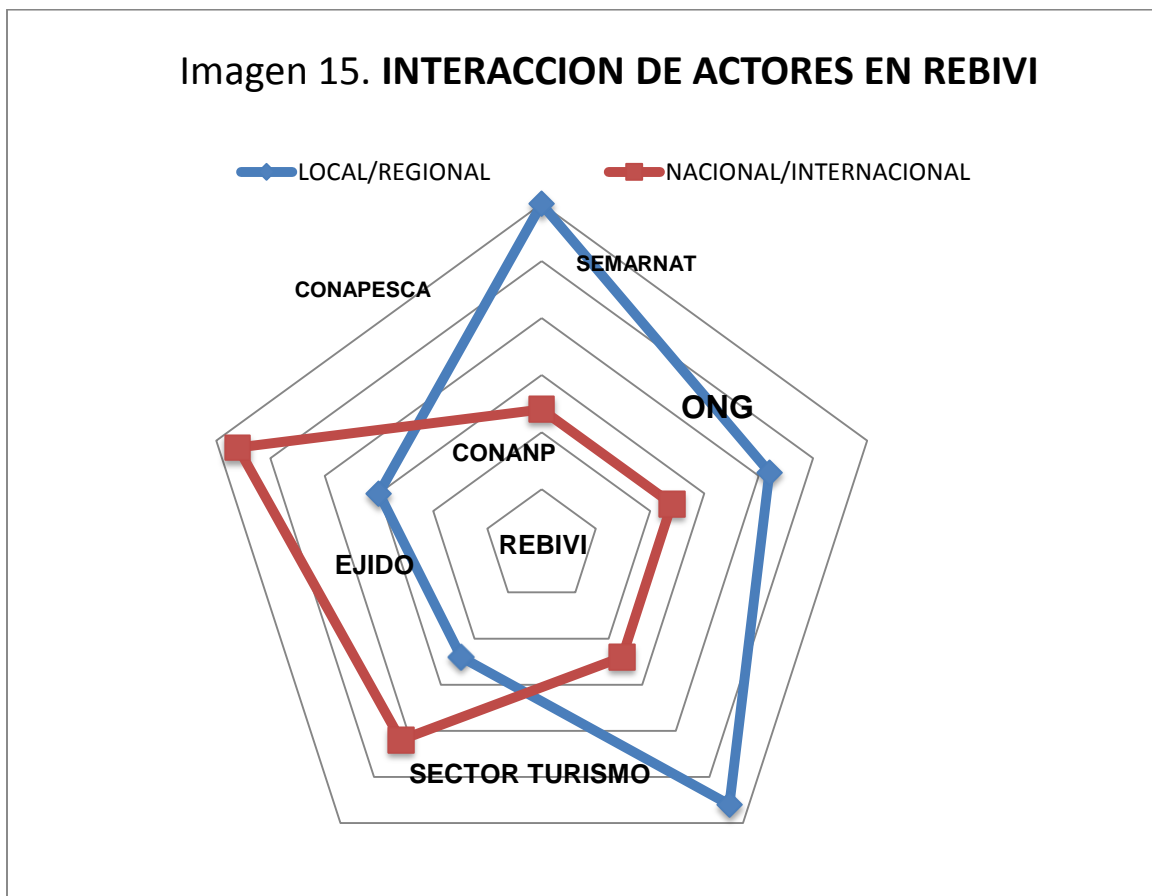 Imagen 15. INTERACCION DE ACTORES EN REBIVI
LOCAL/REGIONAL
NACIONAL/INTERNACIONAL
SEMARNAT
CONAPESCA
ONG
CONANP
REBIVI
EJIDO
SECTOR TURISMO